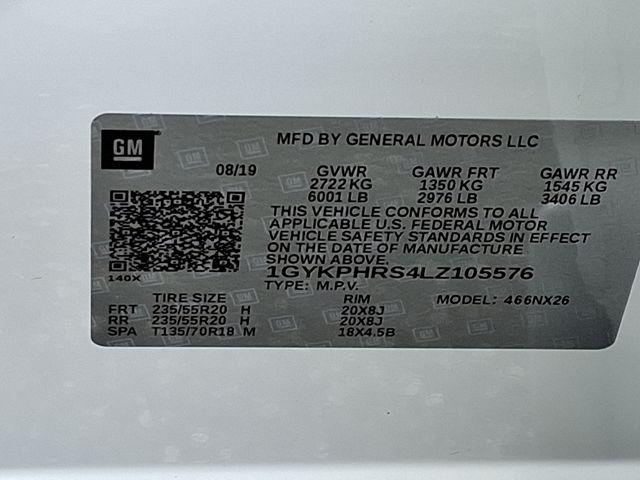 GM
MFD BY GENERAL MOTORS LLC
08/19 GVWR GAWR FRT GAWR RR
2722 KG 1350 KG 1545 KG
6001 LB 2976 LB 3406 LB
THIS VEHICLE CONFORMS TO ALL
APPLICABLE U.S. FEDERAL MOTOR
VEHICLE SAFETY STANDARDS IN EFFECT
ON THE DATE OF MANUFACTURE
SHOWN ABOVE.
1GYKPHRS4LZ105576
140X
TYPE: M.P.V. MODEL: 466NX26
TIRE SIZE RIM
FRT 235/55R20 H 20X8J
RR 235/55R20 H 20X8J
SPA T135/70R18 M 18X4.5B